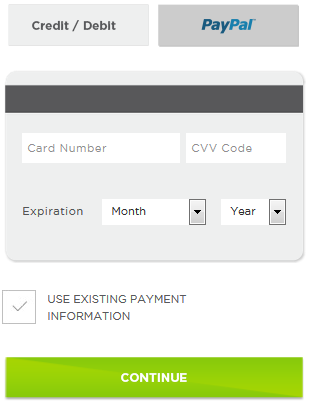 Credit / Debit
PayPal
Card Number
CVV Code
Expiration
Month
Year
USE EXISTING PAYMENT
INFORMATION
CONTINUE